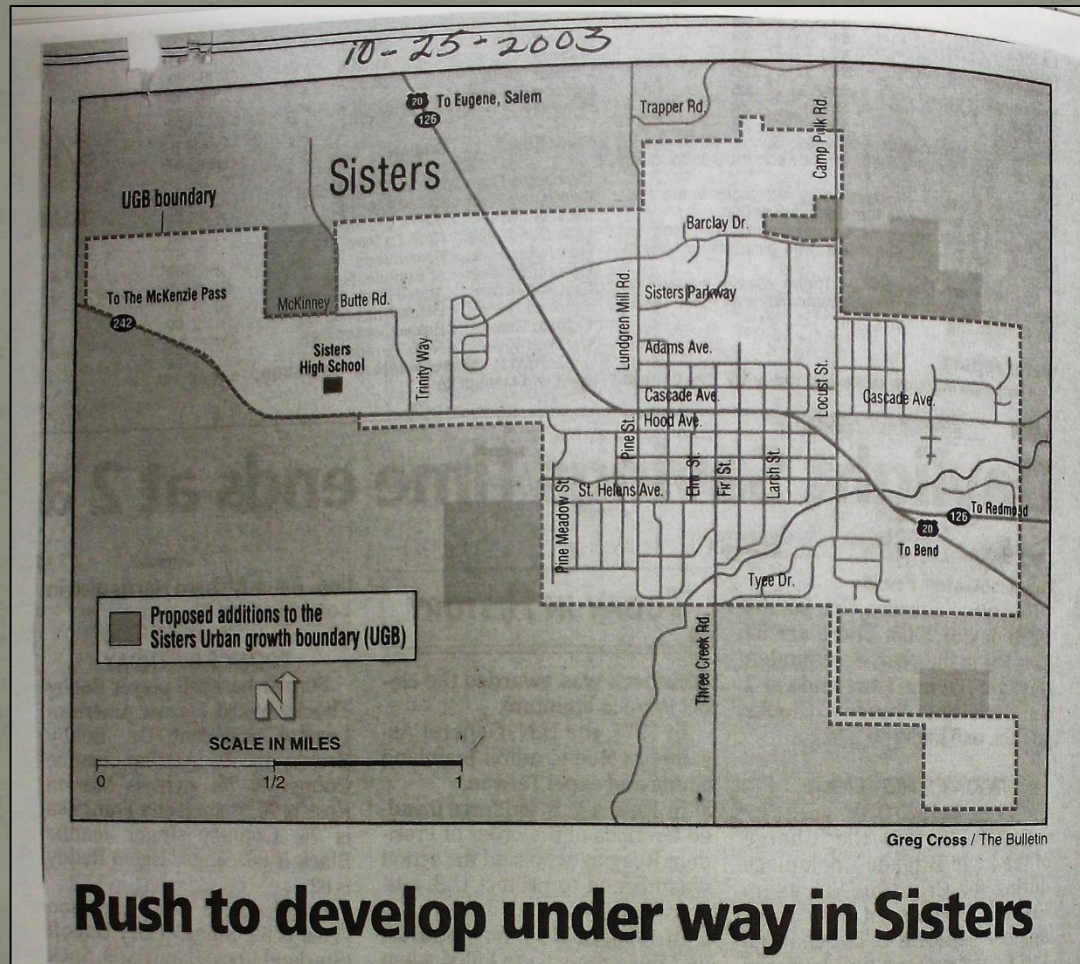 10-25-2003
20 To Eugene, Salem
126
Trapper Rd.
Camp Polk Rd.
Sisters
UGB boundary
Barclay Dr.
To The McKenzie Pass
242
McKinney Butte Rd.
Sisters Parkway
Lundgren Mill Rd.
Sisters
High School
Trinity Way
Adams Ave.
Cascade Ave.
Locust St.
Cascade Ave.
Hood Ave.
Pine St.
Elm St.
Fir St.
Larch St.
St. Helens Ave.
Pine Meadow St.
126 To Redmond
20
To Bend
Tyee Dr.
Three Creek Rd.
Proposed additions to the
Sisters Urban growth boundary (UGB)
N
SCALE IN MILES
0 1/2 1
Greg Cross / The Bulletin
Rush to develop under way in Sisters